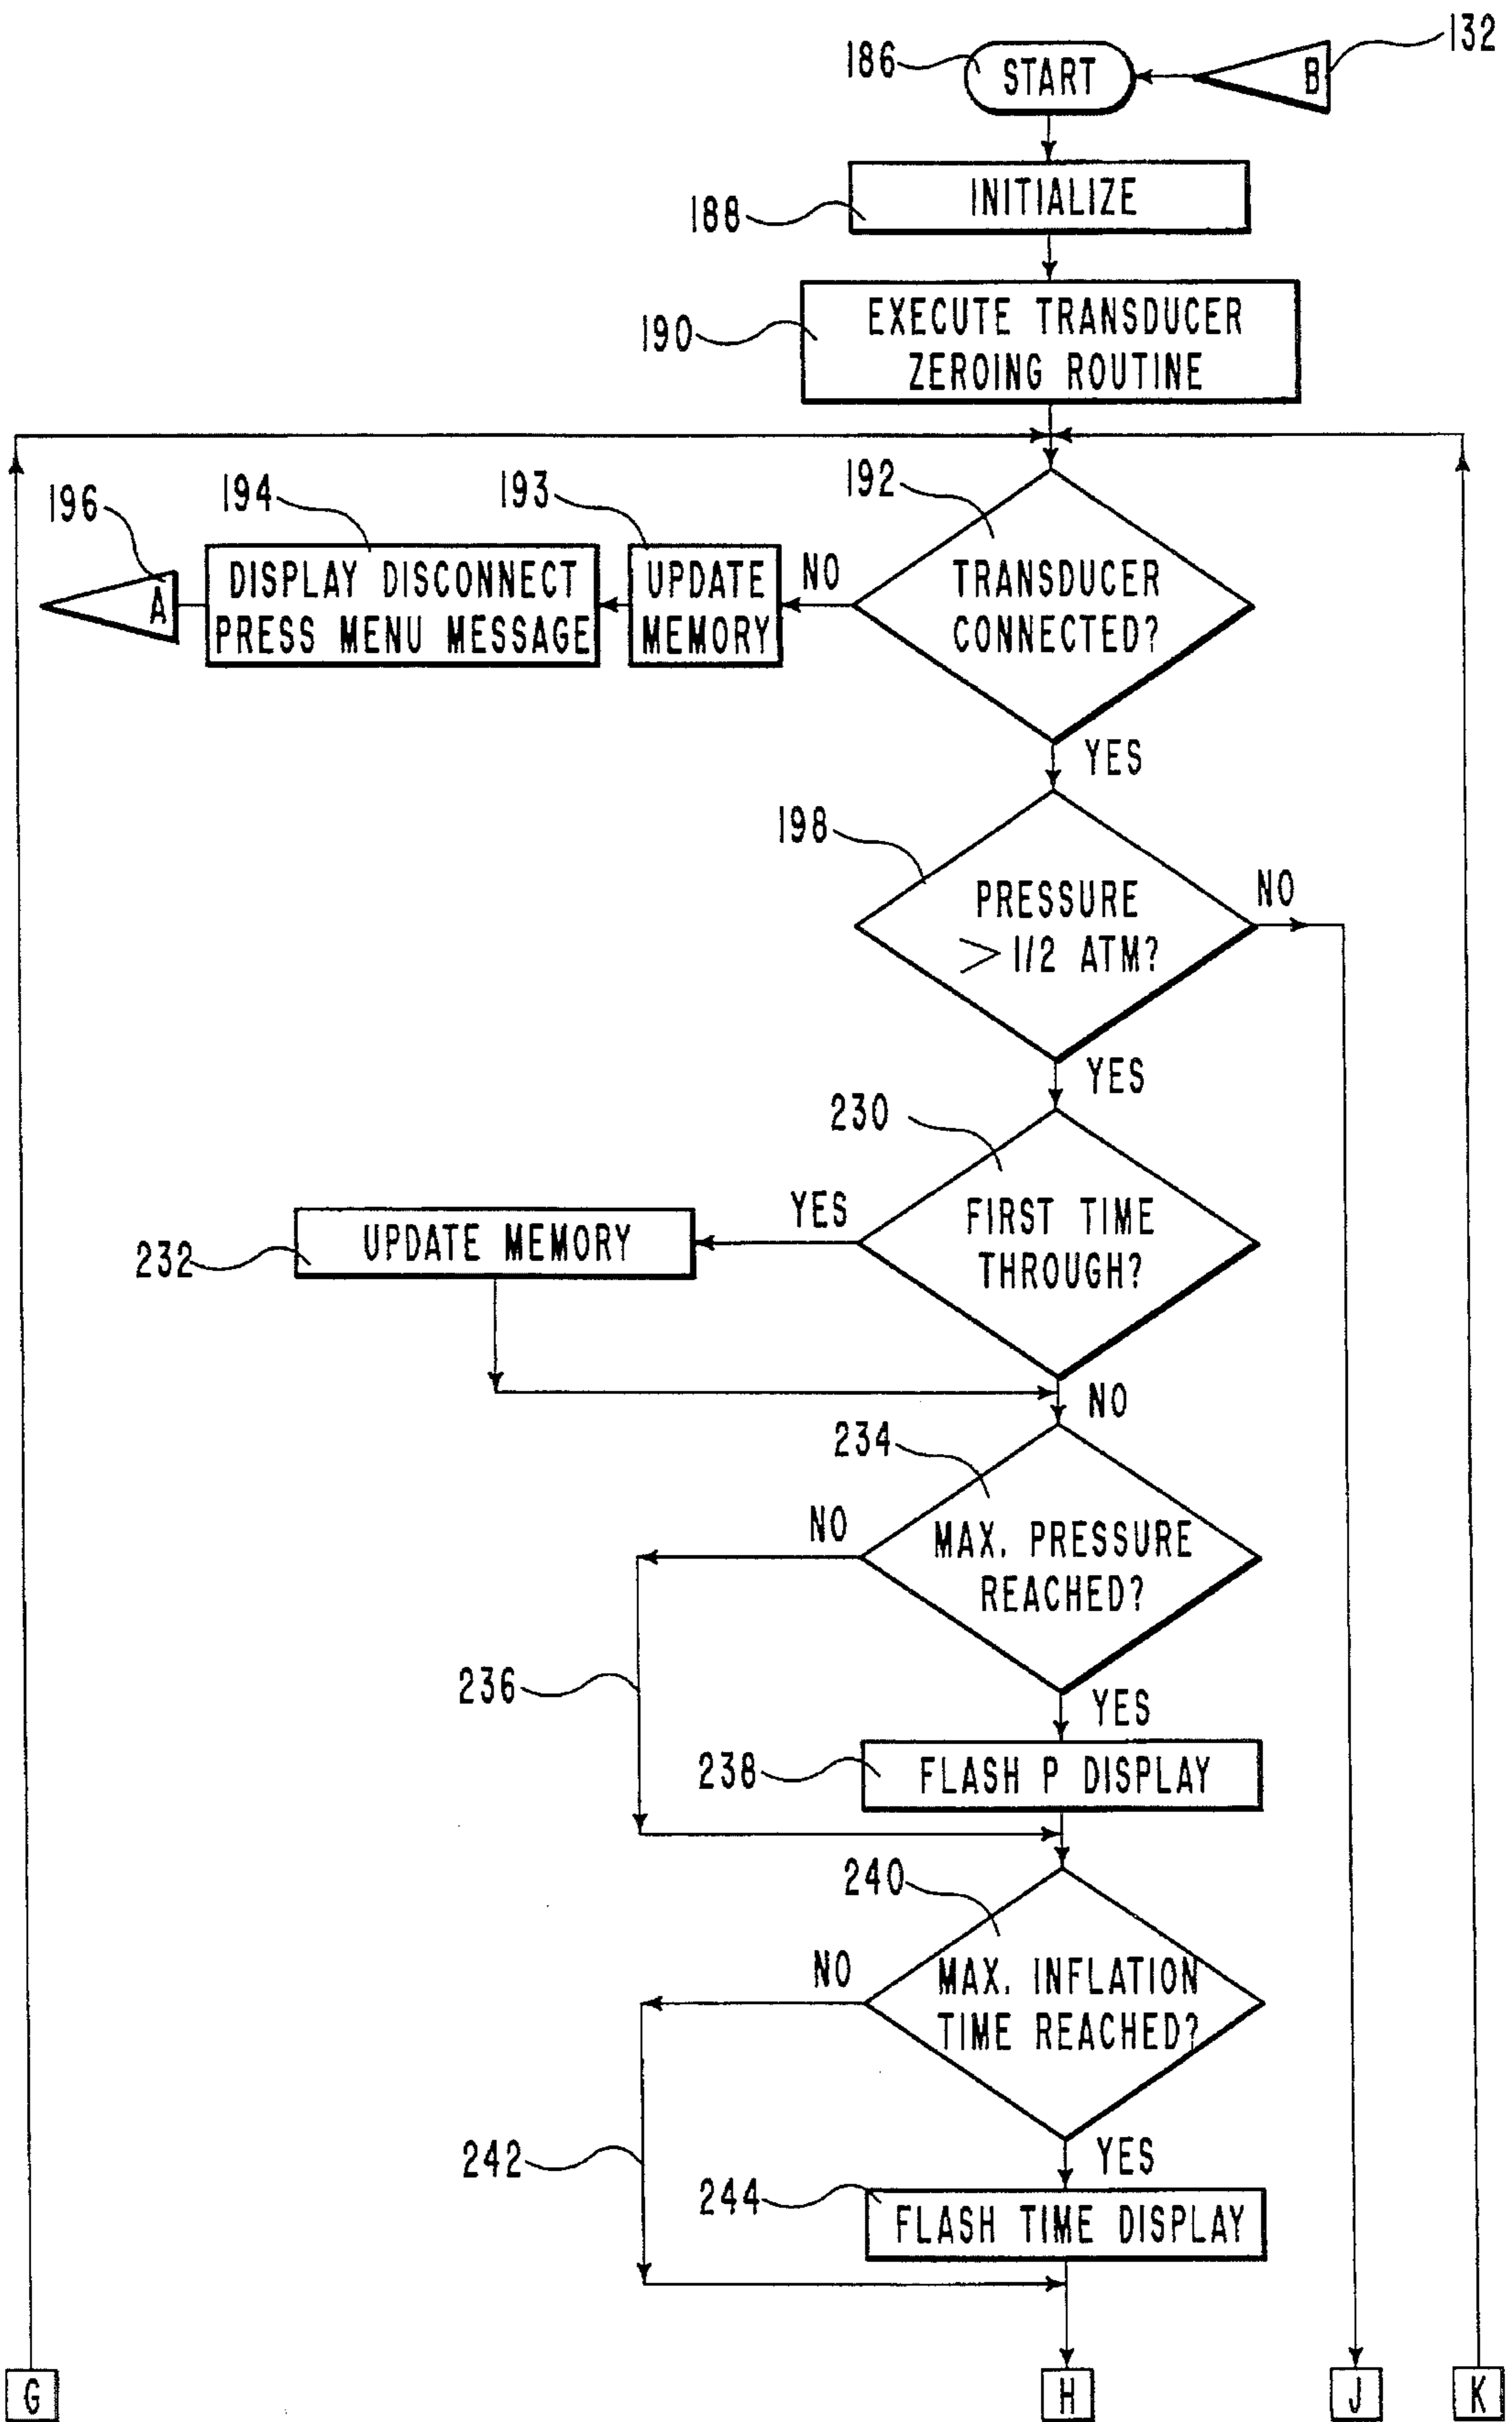 186
START
B
132
188
INITIALIZE
190
EXECUTE TRANSDUCER
ZEROING ROUTINE
192
TRANSDUCER
CONNECTED?
NO
193
UPDATE
MEMORY
194
DISPLAY DISCONNECT
PRESS MENU MESSAGE
196
A
YES
198
PRESSURE
> 1/2 ATM?
NO
YES
230
FIRST TIME
THROUGH?
YES
232
UPDATE MEMORY
NO
234
MAX. PRESSURE
REACHED?
NO
236
YES
238
FLASH P DISPLAY
240
MAX. INFLATION
TIME REACHED?
NO
242
YES
244
FLASH TIME DISPLAY
G
H
J
K